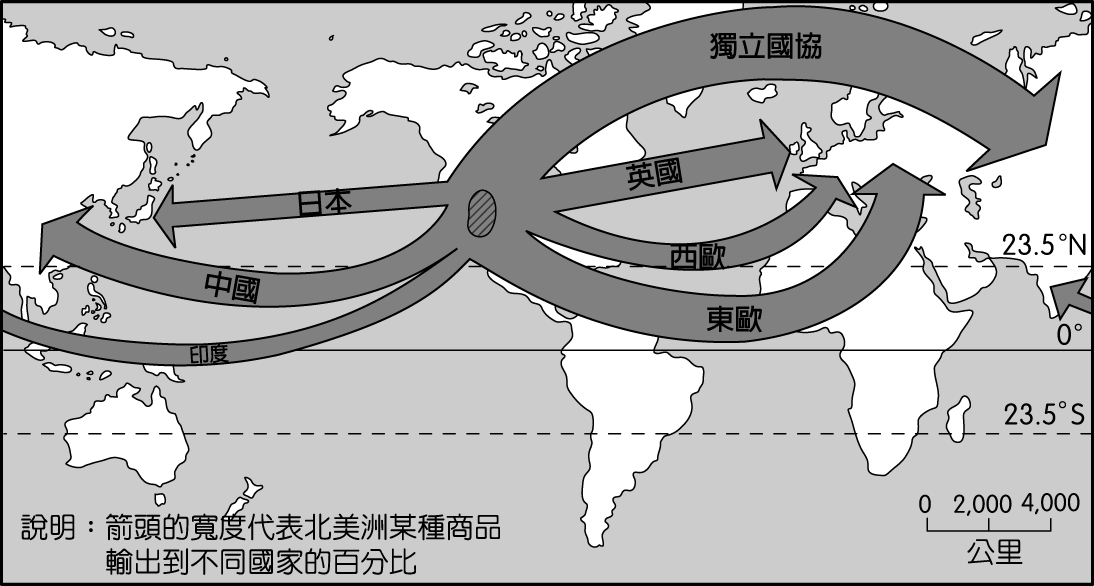 獨立國協
英國
日本
西歐
中國
東歐
印度
23.5°N
0°
23.5°S
0 2,000 4,000
公里
說明：箭頭的寬度代表北美洲某種商品
輸出到不同國家的百分比